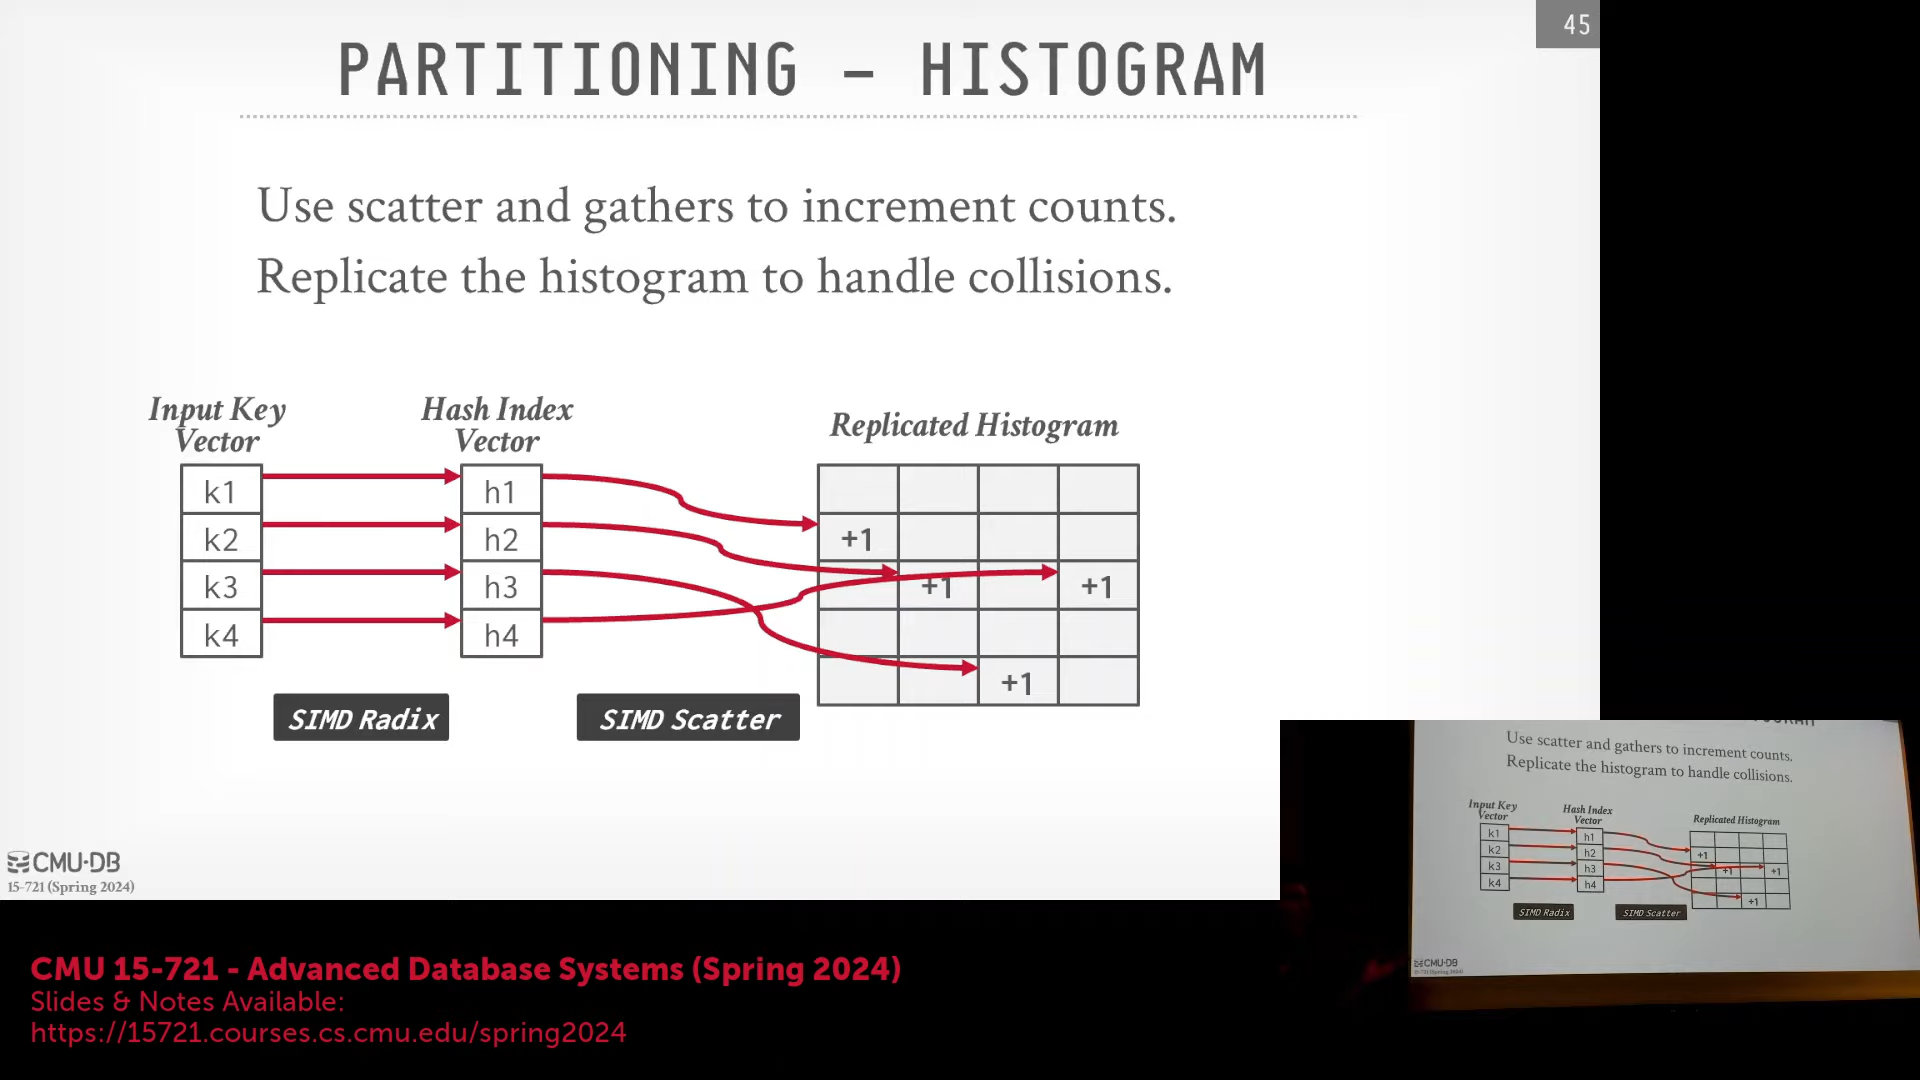 45
PARTITIONING – HISTOGRAM
Use scatter and gathers to increment counts.
Replicate the histogram to handle collisions.
Input Key
Vector
k1
k2
k3
k4
Hash Index
Vector
h1
h2
h3
h4
Replicated Histogram
+1
+1
+1
+1
SIMD Radix
SIMD Scatter
CMU·DB
15-721 (Spring 2024)
Use scatter and gathers to increment counts.
Replicate the histogram to handle collisions.
Input Key
Vector
k1
k2
k3
k4
Hash Index
Vector
h1
h2
h3
h4
Replicated Histogram
+1
+1
+1
+1
SIMD Radix
SIMD Scatter
CMU·DB
15-721 (Spring 2024)
CMU 15-721 - Advanced Database Systems (Spring 2024)
Slides & Notes Available:
https://15721.courses.cs.cmu.edu/spring2024